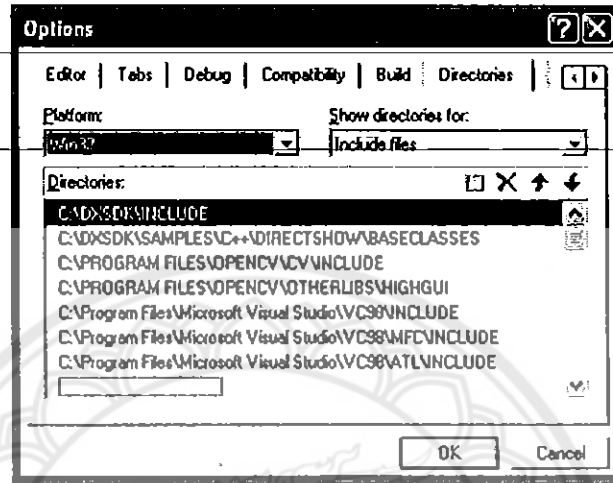 Options
Editor Tabs Debug Compatibility Build Directories
Platform: Show directories for:
Win32 Include files
Directories:
C:\DXSDK\INCLUDE
C:\DXSDK\SAMPLES\C++\DIRECTSHOW\BASECLASSES
C:\PROGRAM FILES\OPENCV\CV\INCLUDE
C:\PROGRAM FILES\OPENCV\OTHERLIBS\HIGHGUI
C:\Program Files\Microsoft Visual Studio\VC98\INCLUDE
C:\Program Files\Microsoft Visual Studio\VC98\MFC\INCLUDE
C:\Program Files\Microsoft Visual Studio\VC98\ATL\INCLUDE
OK Cancel